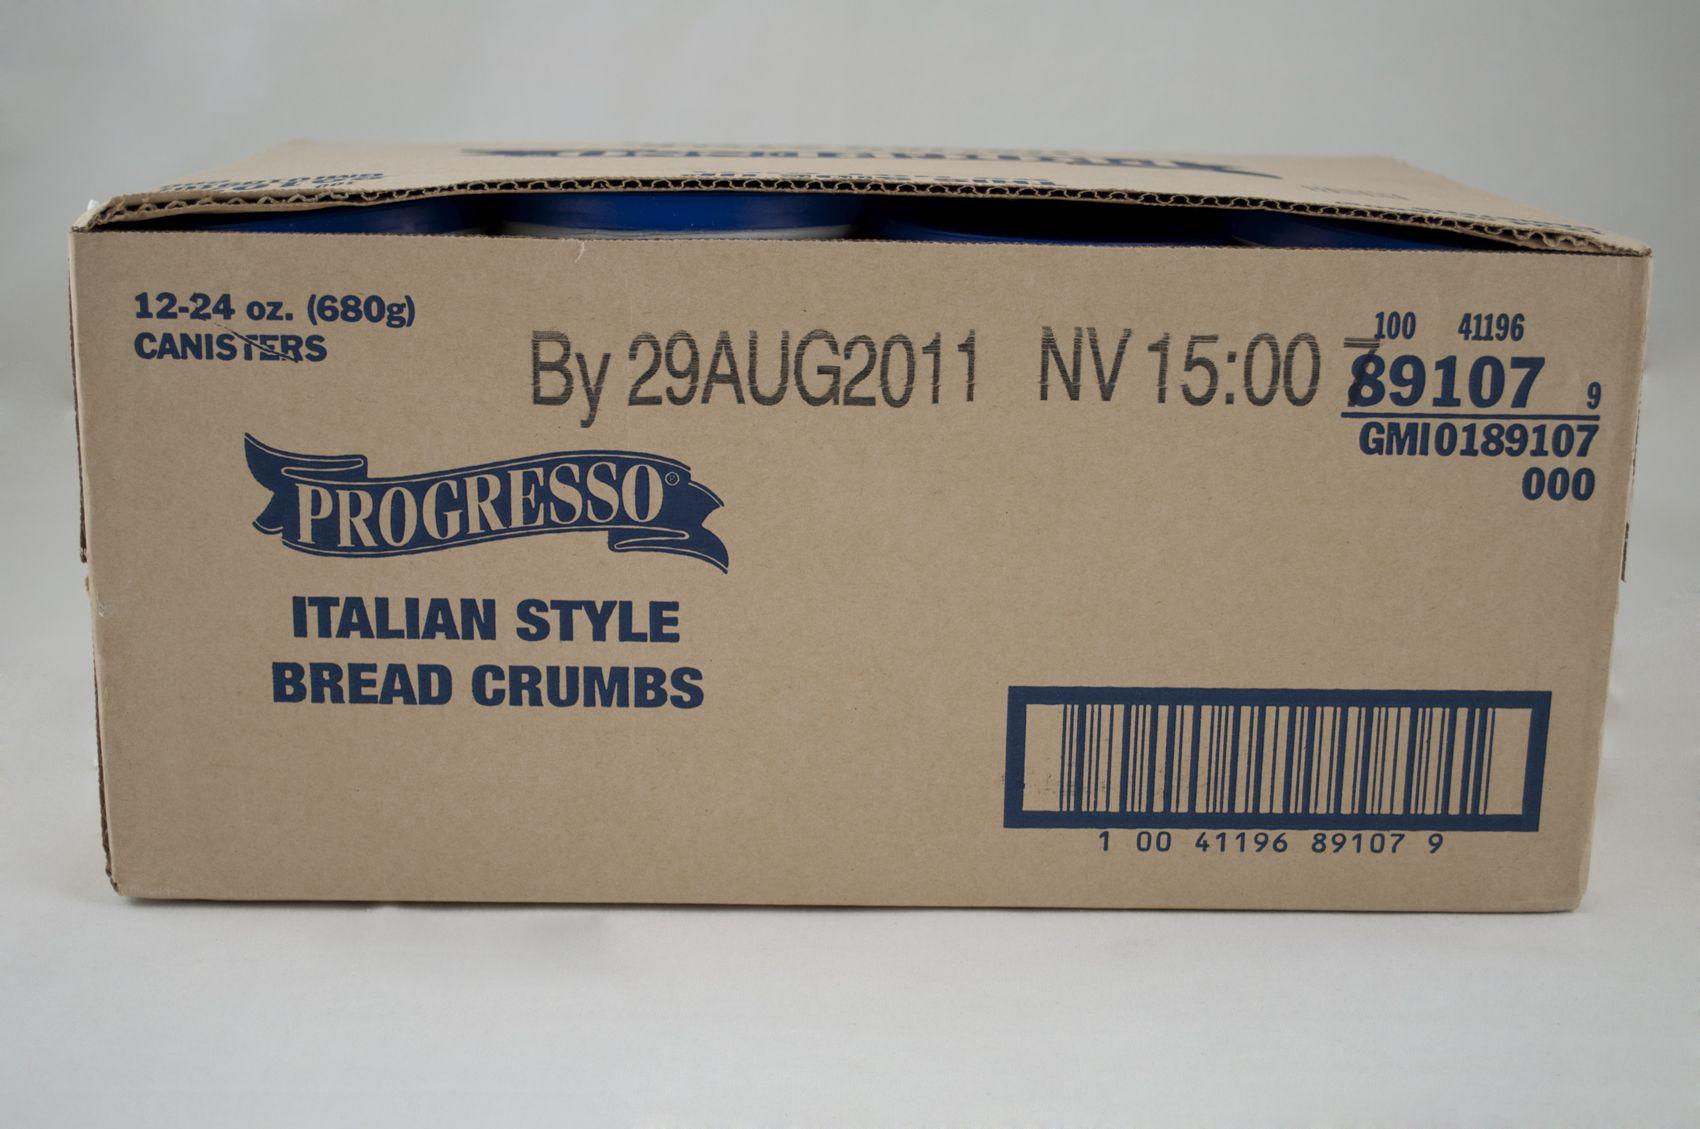 12-24 oz. (680g)
CANISTERS
By 29AUG2011 NV 15:00
100 41196
89107 9
GMI0189107
000
PROGRESSO
ITALIAN STYLE
BREAD CRUMBS
1 00 41196 89107 9